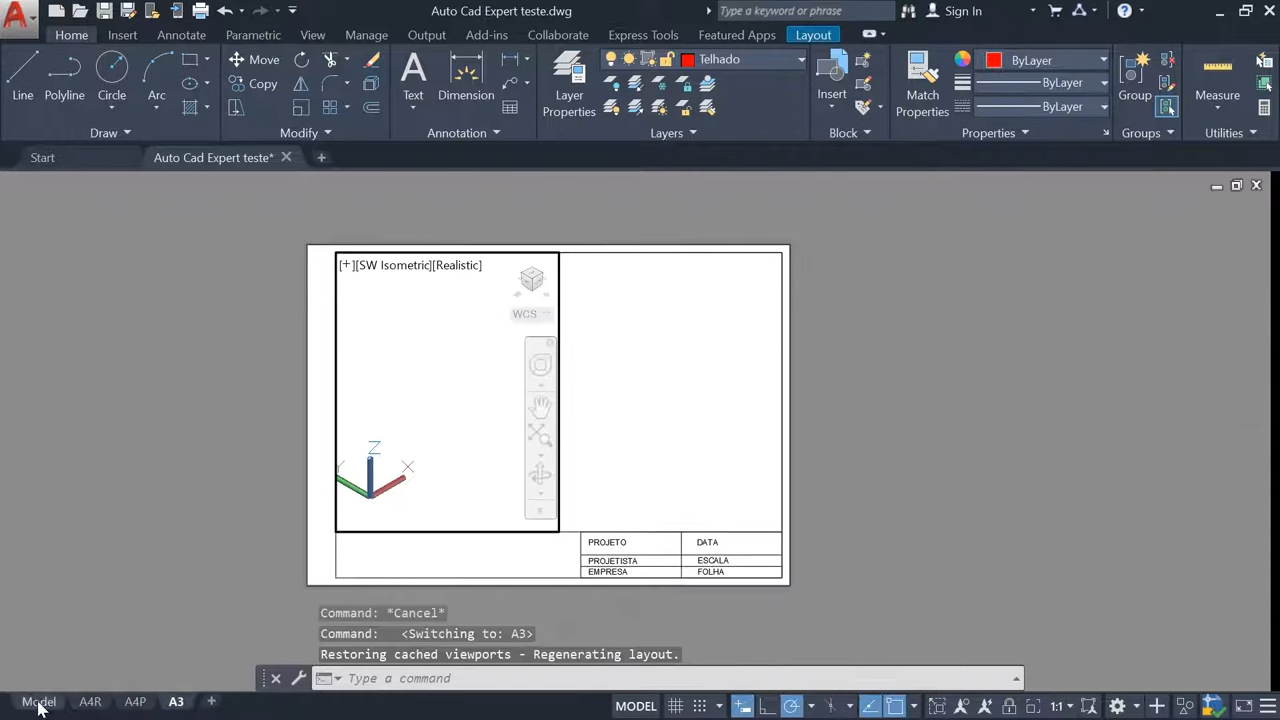 Auto Cad Expert teste.dwg
Type a keyword or phrase
Sign In
Home Insert Annotate Parametric View Manage Output Add-ins Collaborate Express Tools Featured Apps Layout
Line Polyline Circle Arc
Move
Copy
Text Dimension
Layer Properties
Telhado
Insert
Match Properties
ByLayer
ByLayer
ByLayer
Group
Measure
Draw Modify Annotation Layers Block Properties Groups Utilities
Start Auto Cad Expert teste*
[+][SW Isometric][Realistic]
WCS
Z
Y X
PROJETO DATA
PROJETISTA ESCALA
EMPRESA FOLHA
Command: *Cancel*
Command: <Switching to: A3>
Restoring cached viewports - Regenerating layout.
Type a command
Model A4R A4P A3
MODEL
1:1